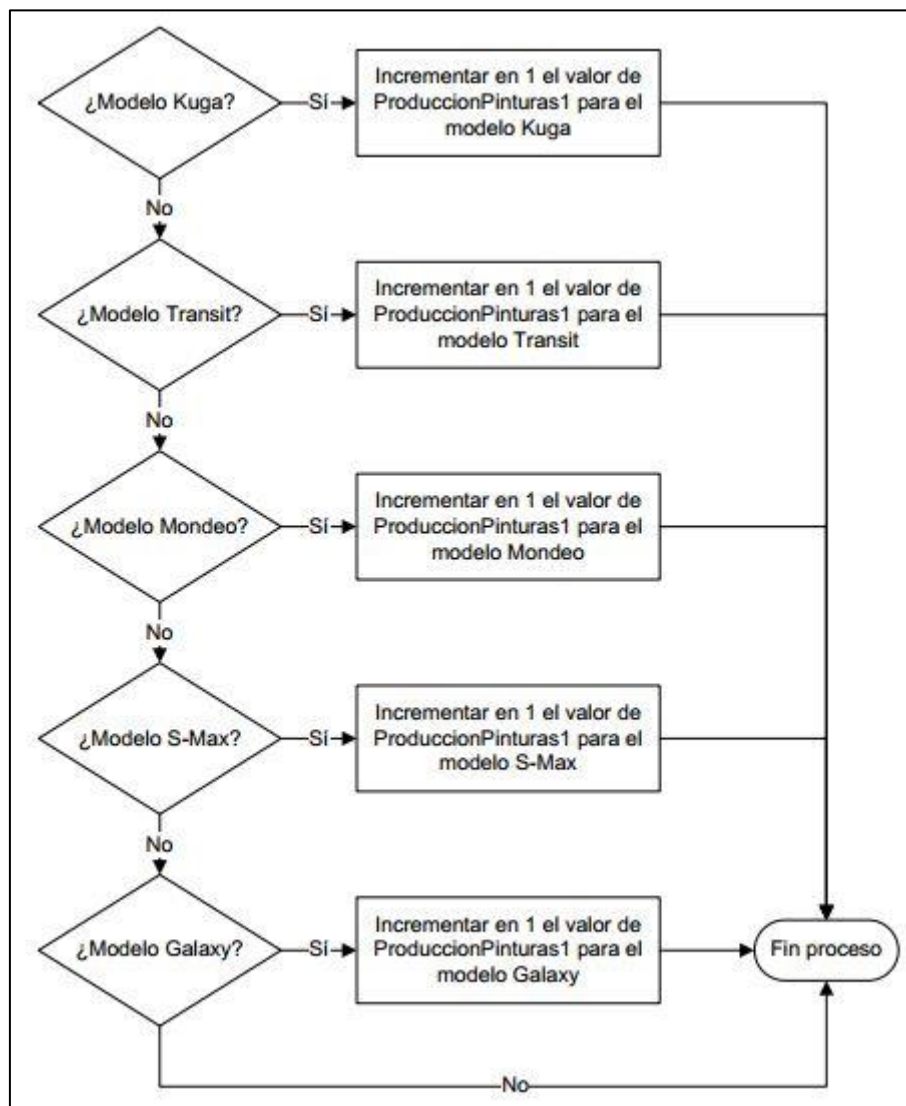 ¿Modelo Kuga?
Sí
Incrementar en 1 el valor de
ProduccionPinturas1 para el
modelo Kuga
No
¿Modelo Transit?
Sí
Incrementar en 1 el valor de
ProduccionPinturas1 para el
modelo Transit
No
¿Modelo Mondeo?
Sí
Incrementar en 1 el valor de
ProduccionPinturas1 para el
modelo Mondeo
No
¿Modelo S-Max?
Sí
Incrementar en 1 el valor de
ProduccionPinturas1 para el
modelo S-Max
No
¿Modelo Galaxy?
Sí
Incrementar en 1 el valor de
ProduccionPinturas1 para el
modelo Galaxy
Fin proceso
No